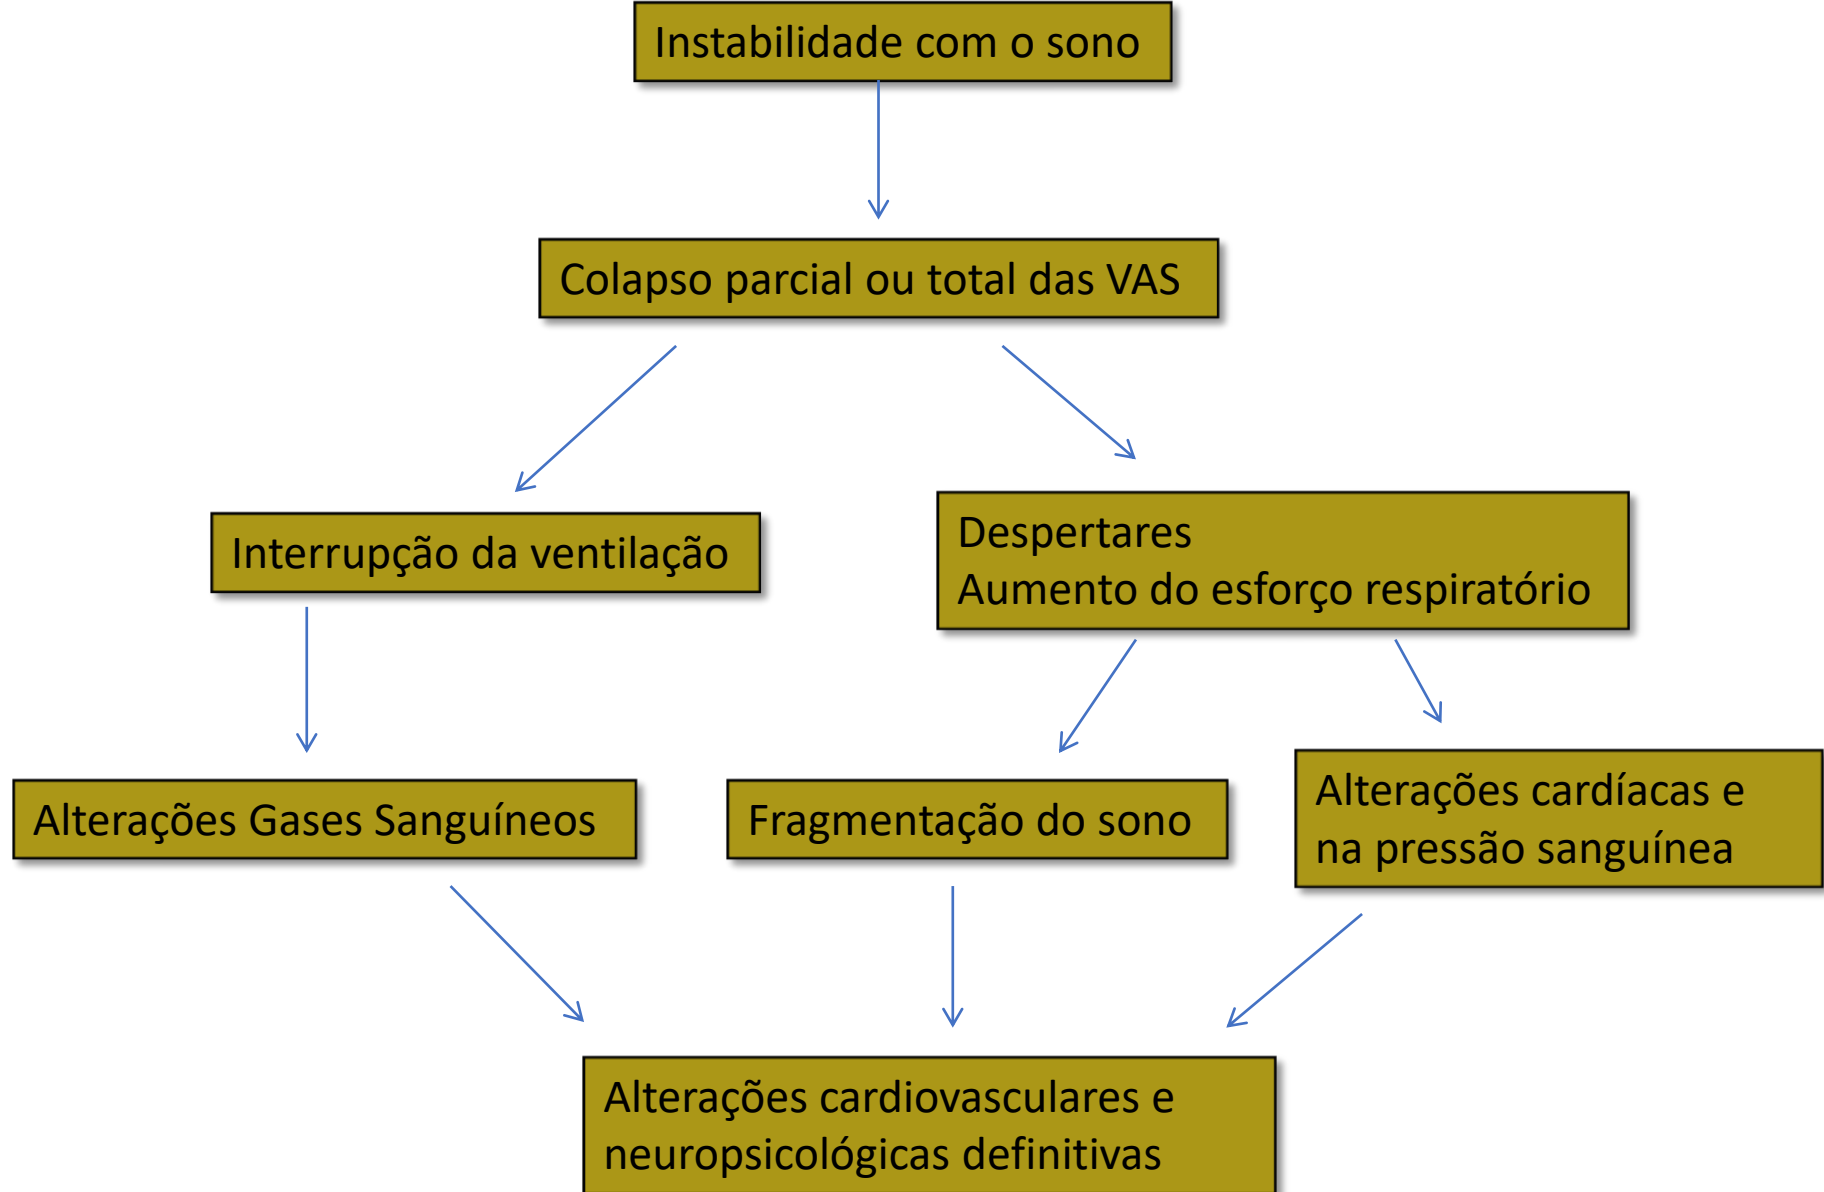 Instabilidade com o sono
Colapso parcial ou total das VAS
Interrupção da ventilação
Despertares
Aumento do esforço respiratório
Alterações Gases Sanguíneos
Fragmentação do sono
Alterações cardíacas e
na pressão sanguínea
Alterações cardiovasculares e
neuropsicológicas definitivas